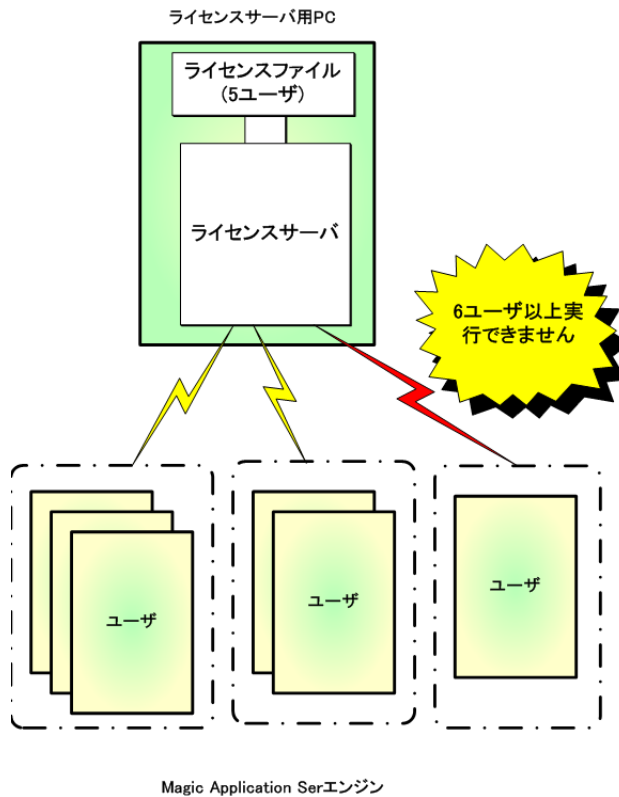 ライセンスサーバ用PC
ライセンスファイル
(5ユーザ)
ライセンスサーバ
6ユーザ以上実
行できません
ユーザ
ユーザ
ユーザ
Magic Application Serエンジン